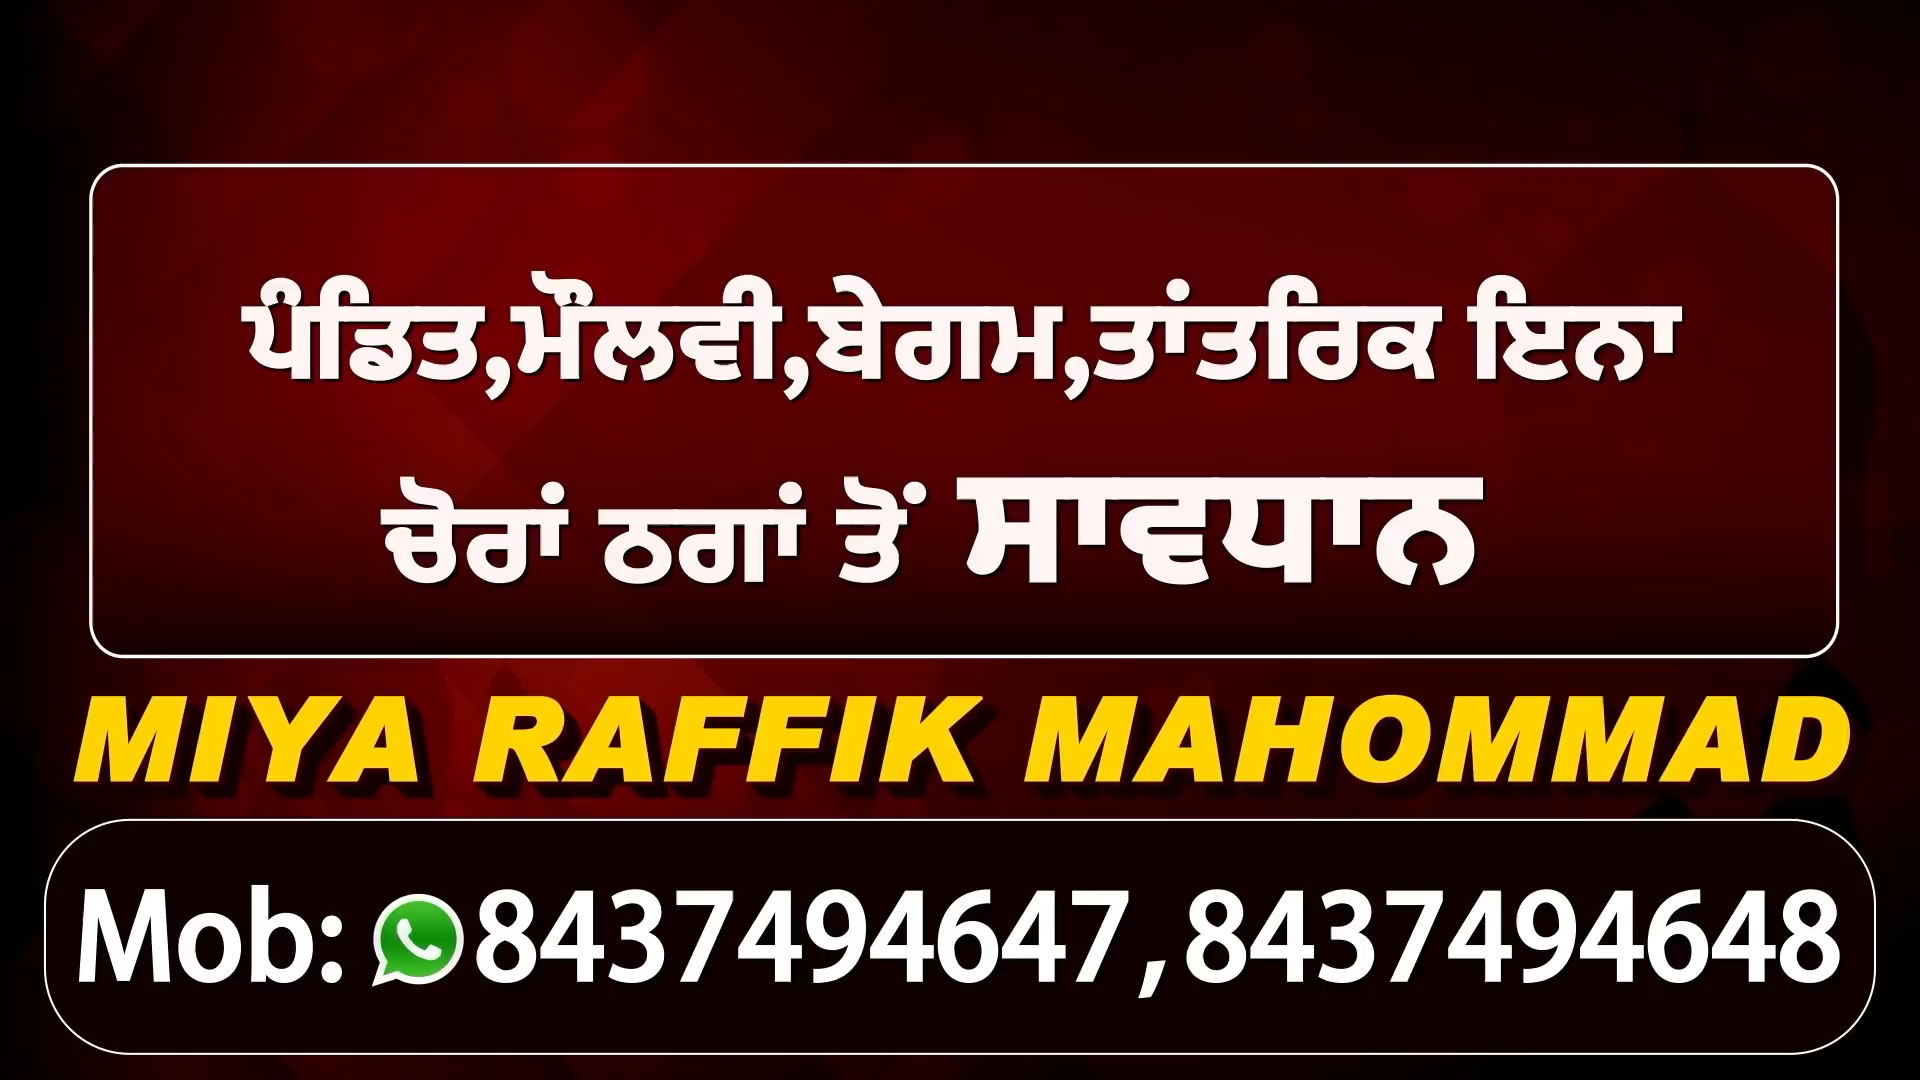 ਪੰਡਿਤ,ਮੌਲਵੀ,ਬੇਗਮ,ਤਾਂਤਰਿਕ ਇਨਾ
ਚੋਰਾਂ ਠਗਾਂ ਤੋਂ ਸਾਵਧਾਨ
MIYA RAFFIK MAHOMMAD
Mob: 8437494647, 8437494648